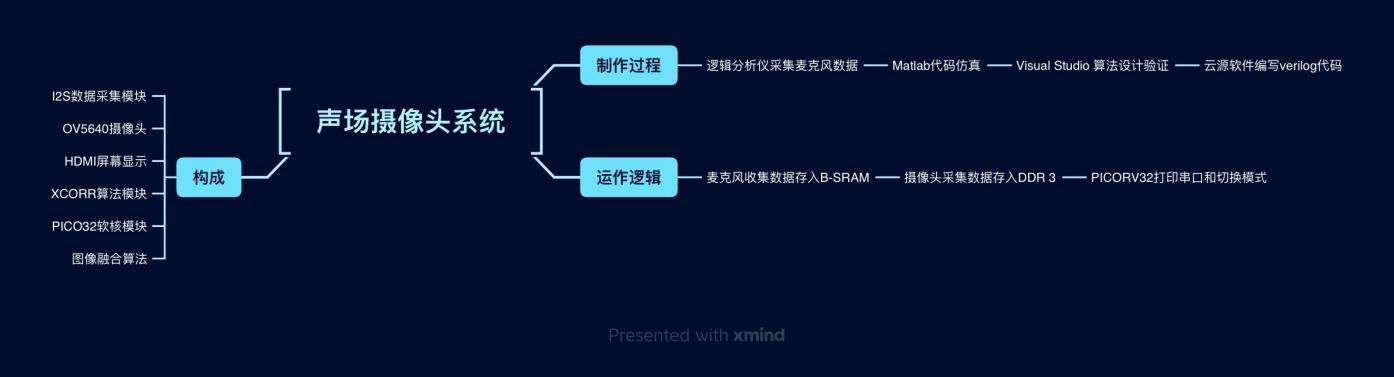 声场摄像头系统
构成
I2S数据采集模块
OV5640摄像头
HDMI屏幕显示
XCORR算法模块
PICO32软核模块
图像融合算法
制作过程
逻辑分析仪采集麦克风数据
Matlab代码仿真
Visual Studio 算法设计验证
云源软件编写verilog代码
运作逻辑
麦克风收集数据存入B-SRAM
摄像头采集数据存入DDR 3
PICORV32打印串口和切换模式
Presented with xmind